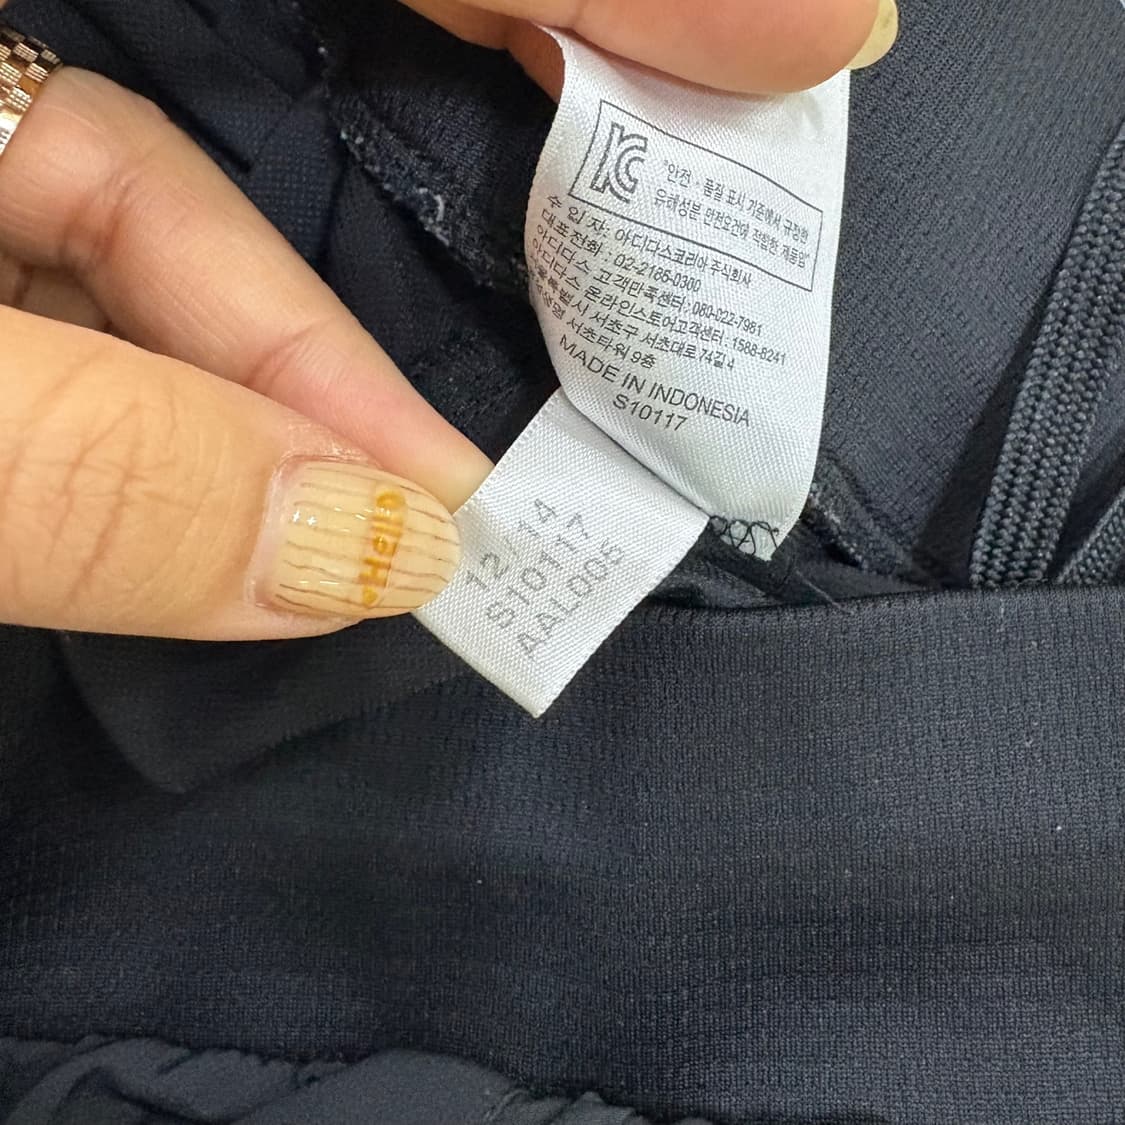 KC
"안전 · 품질 표시 기준에서 규정한
유해성분 안전요건에 적합한 제품임"
수 입 자: 아디다스코리아 주식회사
대표전화 : 02-2186-0300
아디다스 고객만족센터 : 080-022-7981
아디다스 온라인스토어고객센터 : 1588-8241
서울특별시 서초구 서초대로 74길 4
서초타워 9층
MADE IN INDONESIA
S10117
12 / 14
S10117
AAL005
Hello